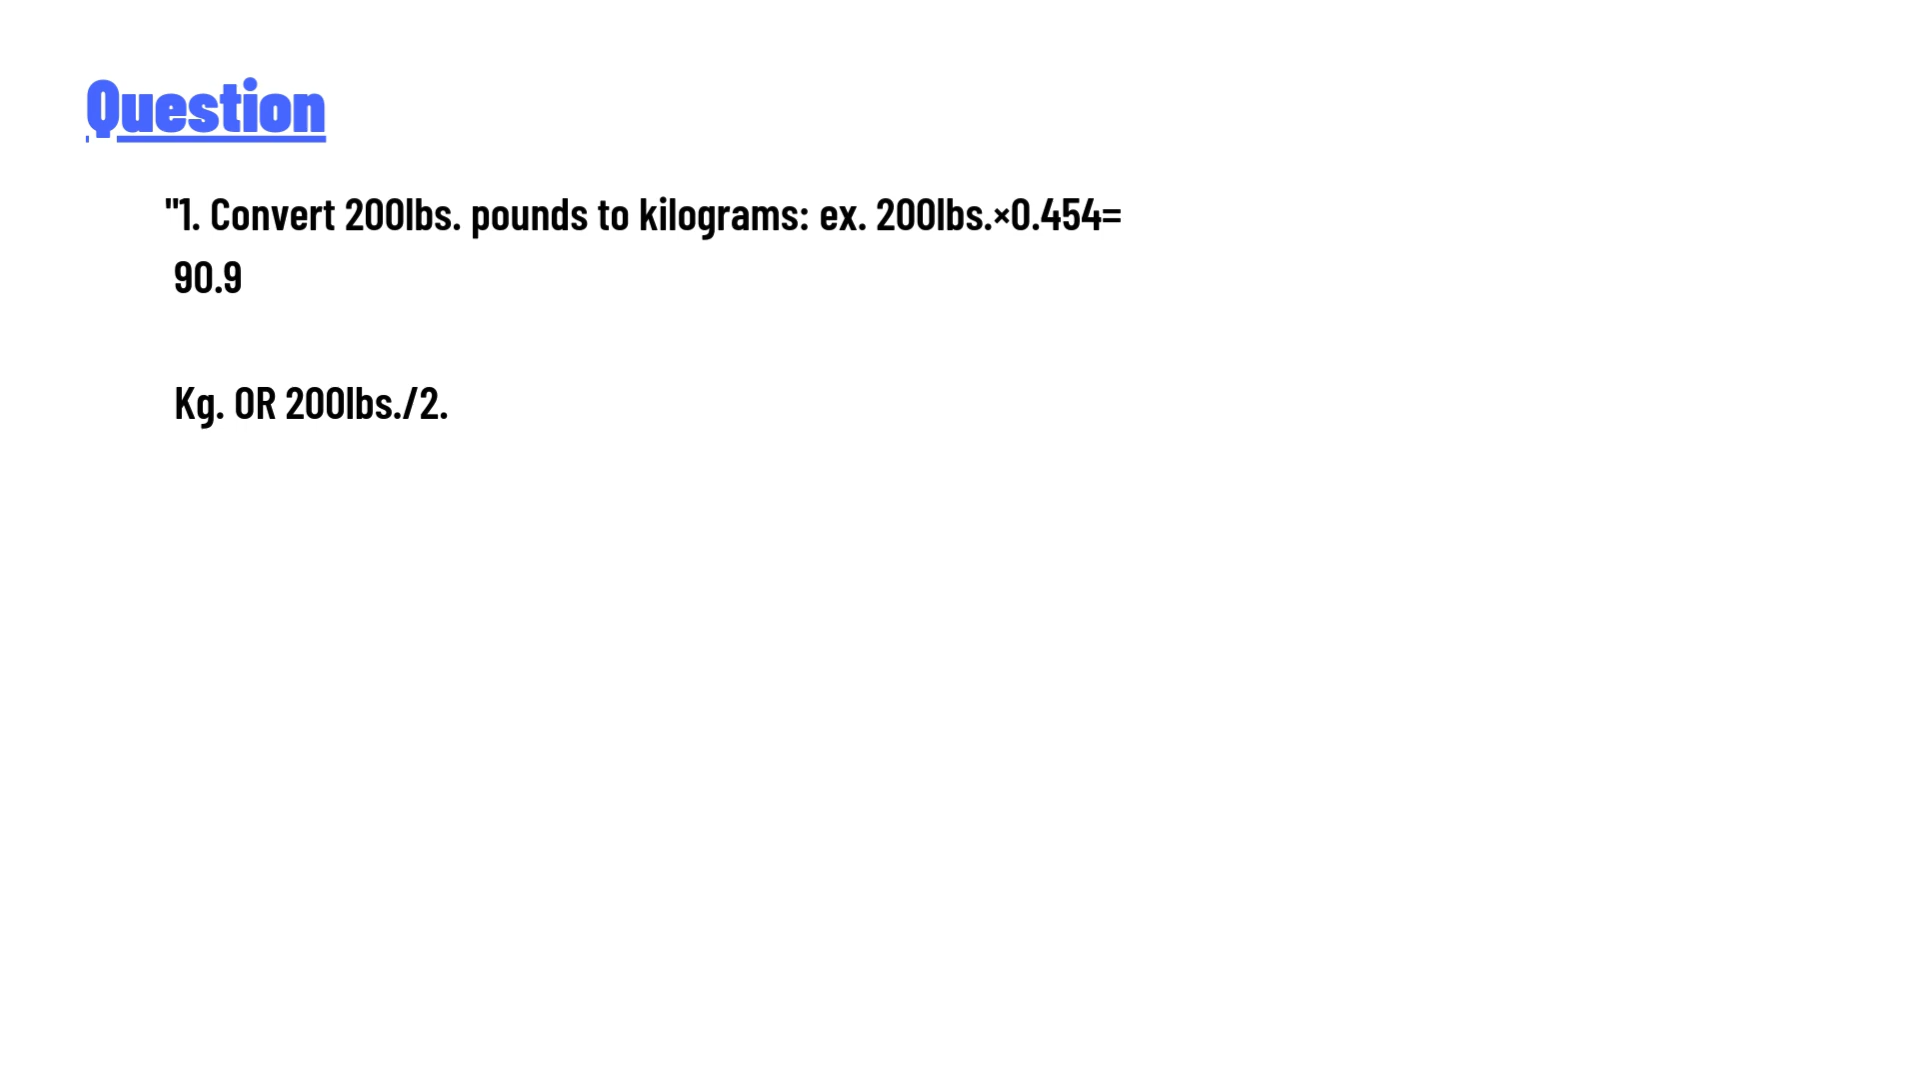 Question
"1. Convert 200lbs. pounds to kilograms: ex. 200lbs.×0.454=
90.9
Kg. OR 200lbs./2.